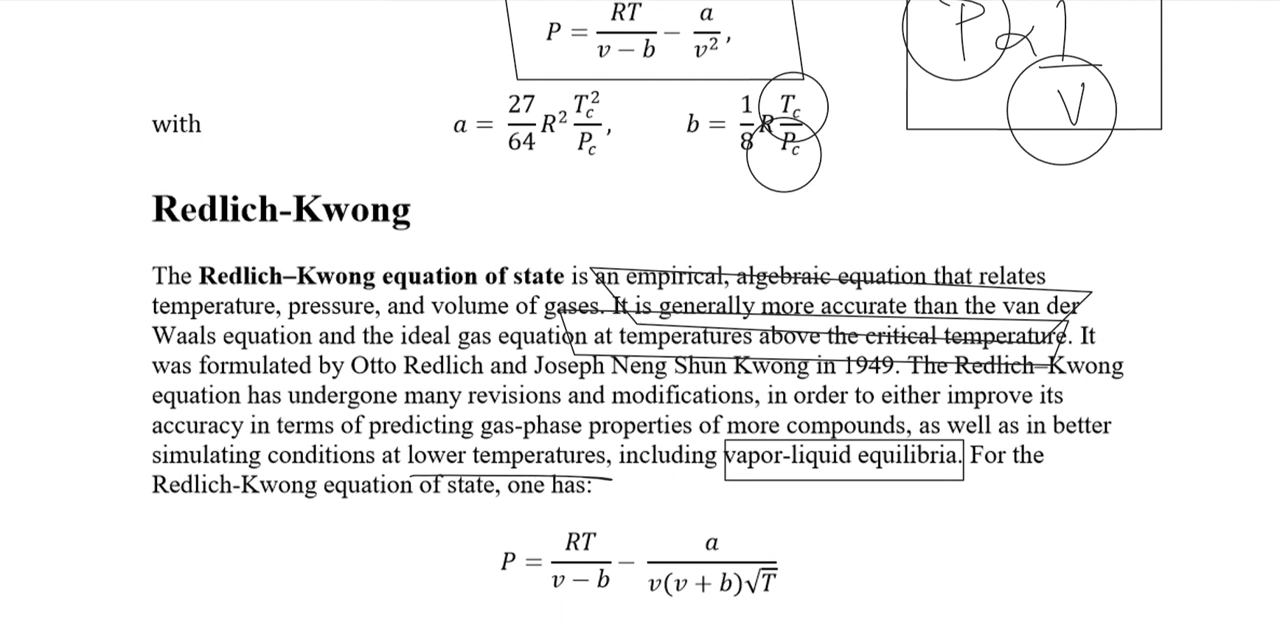 P = RT / (v − b) − a / v²,
P ∝ 1 / V
with a = 27/64 R² T_c² / P_c, b = 1/8 R T_c / P_c
Redlich-Kwong
The Redlich–Kwong equation of state is an empirical, algebraic equation that relates
temperature, pressure, and volume of gases. It is generally more accurate than the van der
Waals equation and the ideal gas equation at temperatures above the critical temperature. It
was formulated by Otto Redlich and Joseph Neng Shun Kwong in 1949. The Redlich–Kwong
equation has undergone many revisions and modifications, in order to either improve its
accuracy in terms of predicting gas-phase properties of more compounds, as well as in better
simulating conditions at lower temperatures, including vapor-liquid equilibria. For the
Redlich-Kwong equation of state, one has:
P = RT / (v − b) − a / (v(v + b)√T)